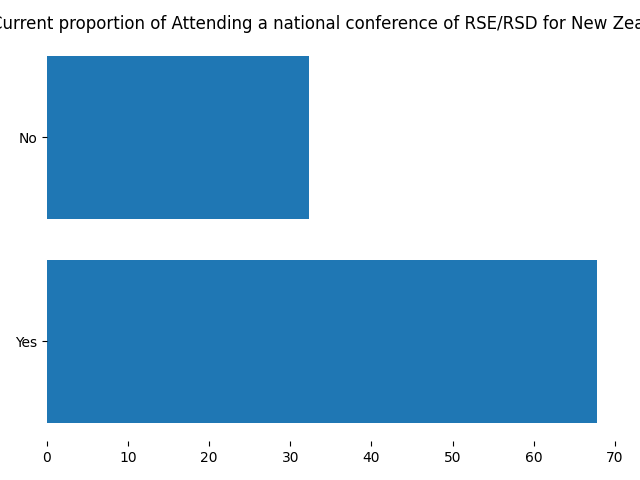 Current proportion of Attending a national conference of RSE/RSD for New Zea
No
Yes
0 10 20 30 40 50 60 70